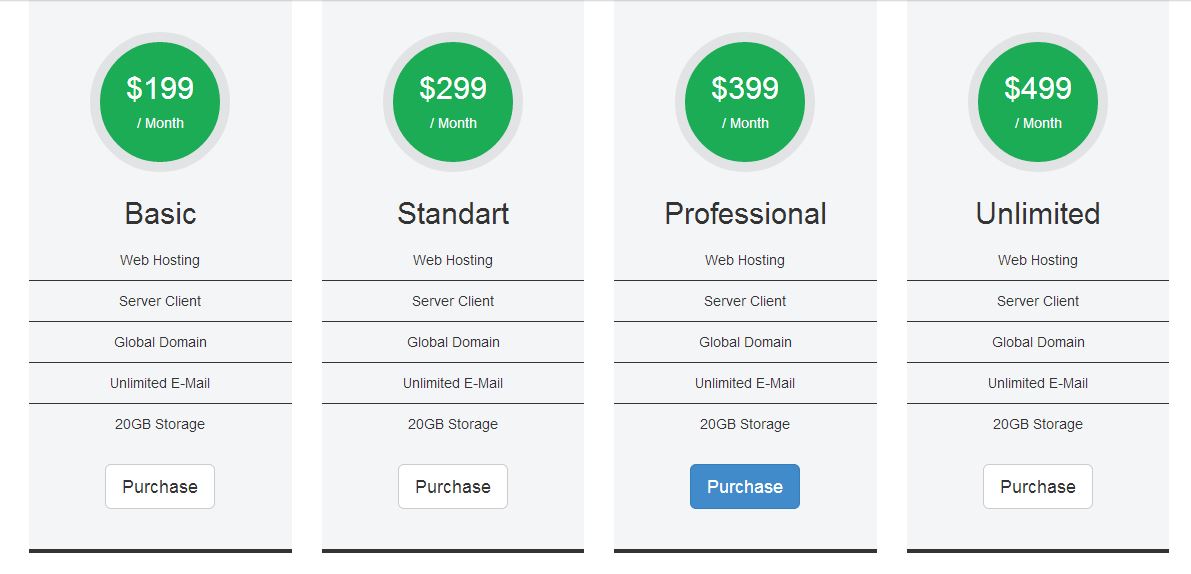 $199
/ Month
Basic
Web Hosting
Server Client
Global Domain
Unlimited E-Mail
20GB Storage
Purchase
$299
/ Month
Standart
Web Hosting
Server Client
Global Domain
Unlimited E-Mail
20GB Storage
Purchase
$399
/ Month
Professional
Web Hosting
Server Client
Global Domain
Unlimited E-Mail
20GB Storage
Purchase
$499
/ Month
Unlimited
Web Hosting
Server Client
Global Domain
Unlimited E-Mail
20GB Storage
Purchase